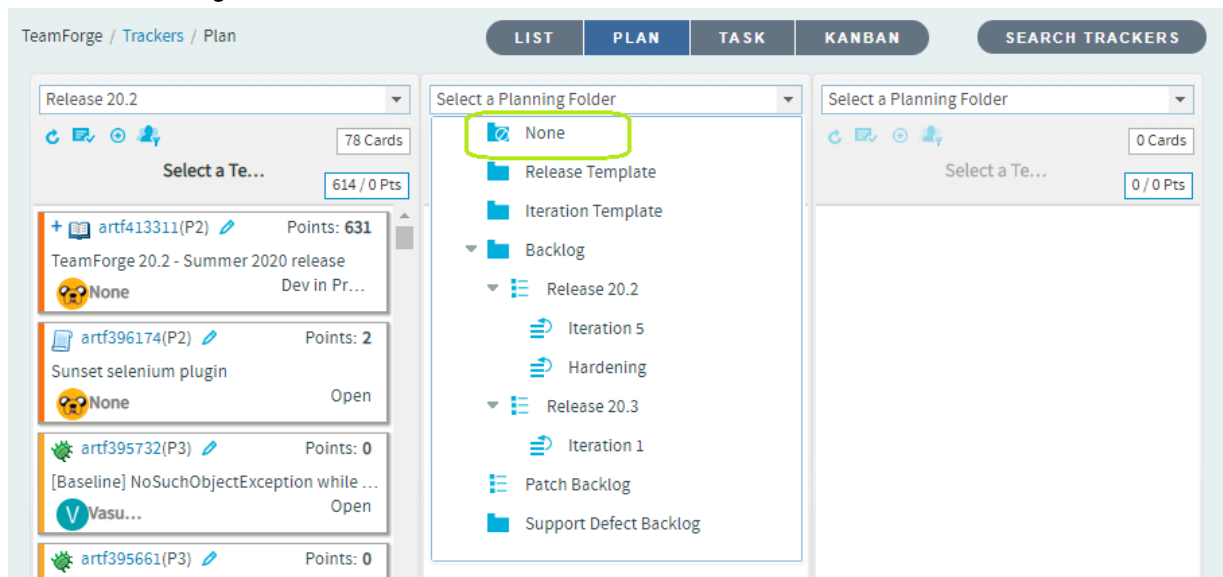 TeamForge / Trackers / Plan
LIST PLAN TASK KANBAN
SEARCH TRACKERS
Release 20.2
78 Cards
Select a Te...
614 / 0 Pts
+ artf413311(P2) Points: 631
TeamForge 20.2 - Summer 2020 release
None Dev in Pr...
artf396174(P2) Points: 2
Sunset selenium plugin
None Open
artf395732(P3) Points: 0
[Baseline] NoSuchObjectException while ...
V Vasu... Open
artf395661(P3) Points: 0
Select a Planning Folder
None
Release Template
Iteration Template
Backlog
Release 20.2
Iteration 5
Hardening
Release 20.3
Iteration 1
Patch Backlog
Support Defect Backlog
Select a Planning Folder
0 Cards
Select a Te...
0 / 0 Pts